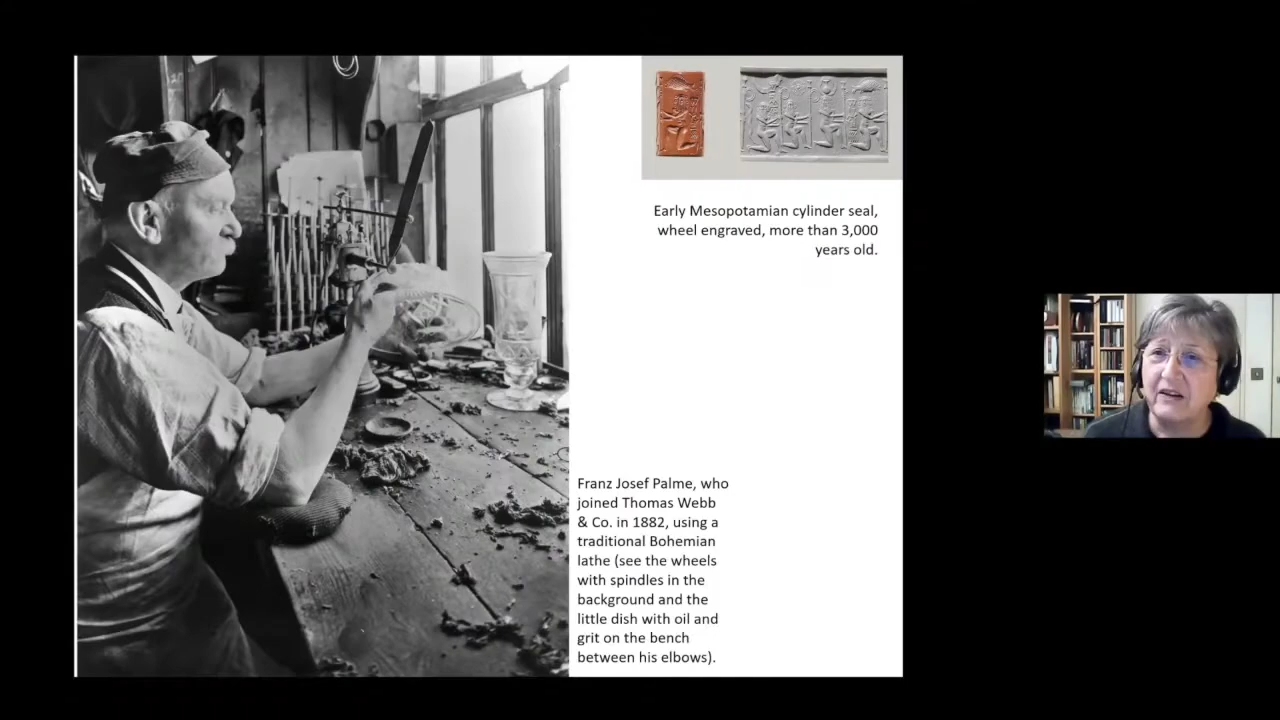 Early Mesopotamian cylinder seal,
wheel engraved, more than 3,000
years old.
Franz Josef Palme, who
joined Thomas Webb
& Co. in 1882, using a
traditional Bohemian
lathe (see the wheels
with spindles in the
background and the
little dish with oil and
grit on the bench
between his elbows).